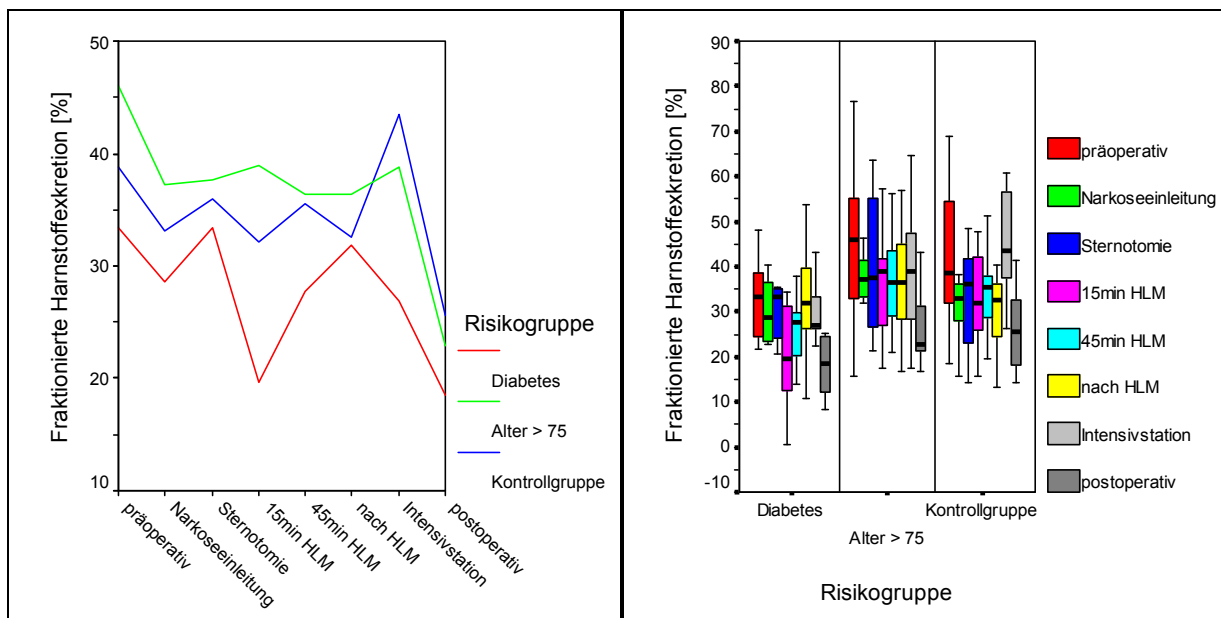 Fraktionierte Harnstoffexkretion [%]
50
40
30
20
10
präoperativ
Narkoseeinleitung
Sternotomie
15min HLM
45min HLM
nach HLM
Intensivstation
postoperativ
Risikogruppe
Diabetes
Alter > 75
Kontrollgruppe
Fraktionierte Harnstoffexkretion [%]
90
80
70
60
50
40
30
20
10
0
-10
Diabetes
Alter > 75
Kontrollgruppe
Risikogruppe
präoperativ
Narkoseeinleitung
Sternotomie
15min HLM
45min HLM
nach HLM
Intensivstation
postoperativ